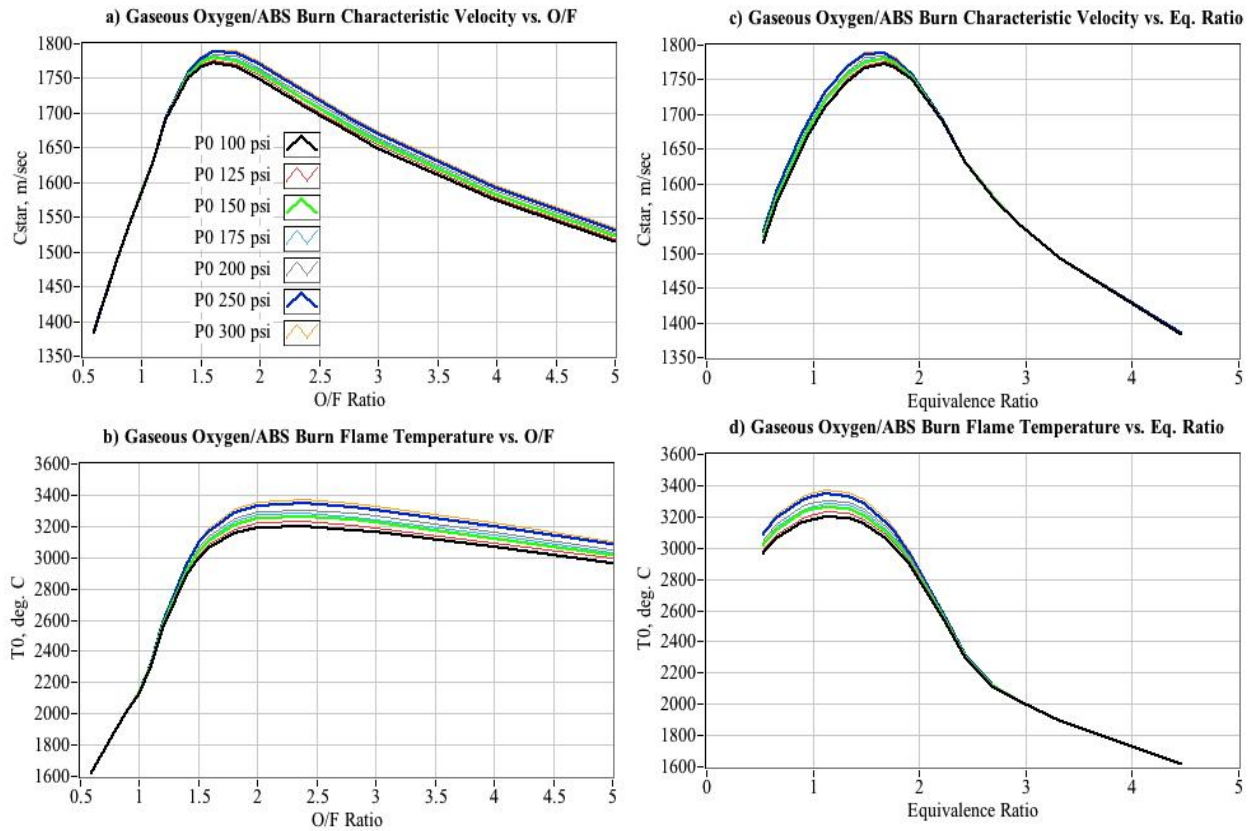 a) Gaseous Oxygen/ABS Burn Characteristic Velocity vs. O/F
1800
1750
1700
1650
1600
1550
1500
1450
1400
1350
Cstar, m/sec
P0 100 psi
P0 125 psi
P0 150 psi
P0 175 psi
P0 200 psi
P0 250 psi
P0 300 psi
0.5 1 1.5 2 2.5 3 3.5 4 4.5 5
O/F Ratio
c) Gaseous Oxygen/ABS Burn Characteristic Velocity vs. Eq. Ratio
1800
1750
1700
1650
1600
1550
1500
1450
1400
1350
Cstar, m/sec
0 1 2 3 4 5
Equivalence Ratio
b) Gaseous Oxygen/ABS Burn Flame Temperature vs. O/F
3600
3400
3200
3000
2800
2600
2400
2200
2000
1800
1600
T0, deg. C
0.5 1 1.5 2 2.5 3 3.5 4 4.5 5
O/F Ratio
d) Gaseous Oxygen/ABS Burn Flame Temperature vs. Eq. Ratio
3600
3400
3200
3000
2800
2600
2400
2200
2000
1800
1600
T0, deg. C
0 1 2 3 4 5
Equivalence Ratio